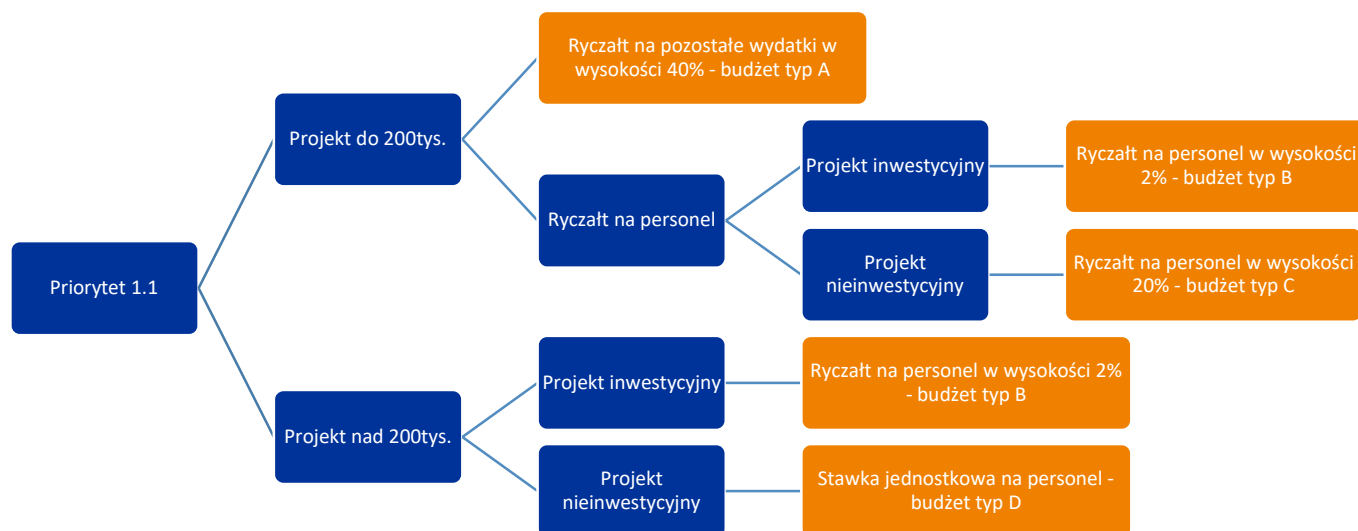 Priorytet 1.1
Projekt do 200tys.
Ryczałt na pozostałe wydatki w
wysokości 40% - budżet typ A
Ryczałt na personel
Projekt inwestycyjny
Ryczałt na personel w wysokości
2% - budżet typ B
Projekt
nieinwestycyjny
Ryczałt na personel w wysokości
20% - budżet typ C
Projekt nad 200tys.
Projekt inwestycyjny
Ryczałt na personel w wysokości 2%
- budżet typ B
Projekt
nieinwestycyjny
Stawka jednostkowa na personel -
budżet typ D